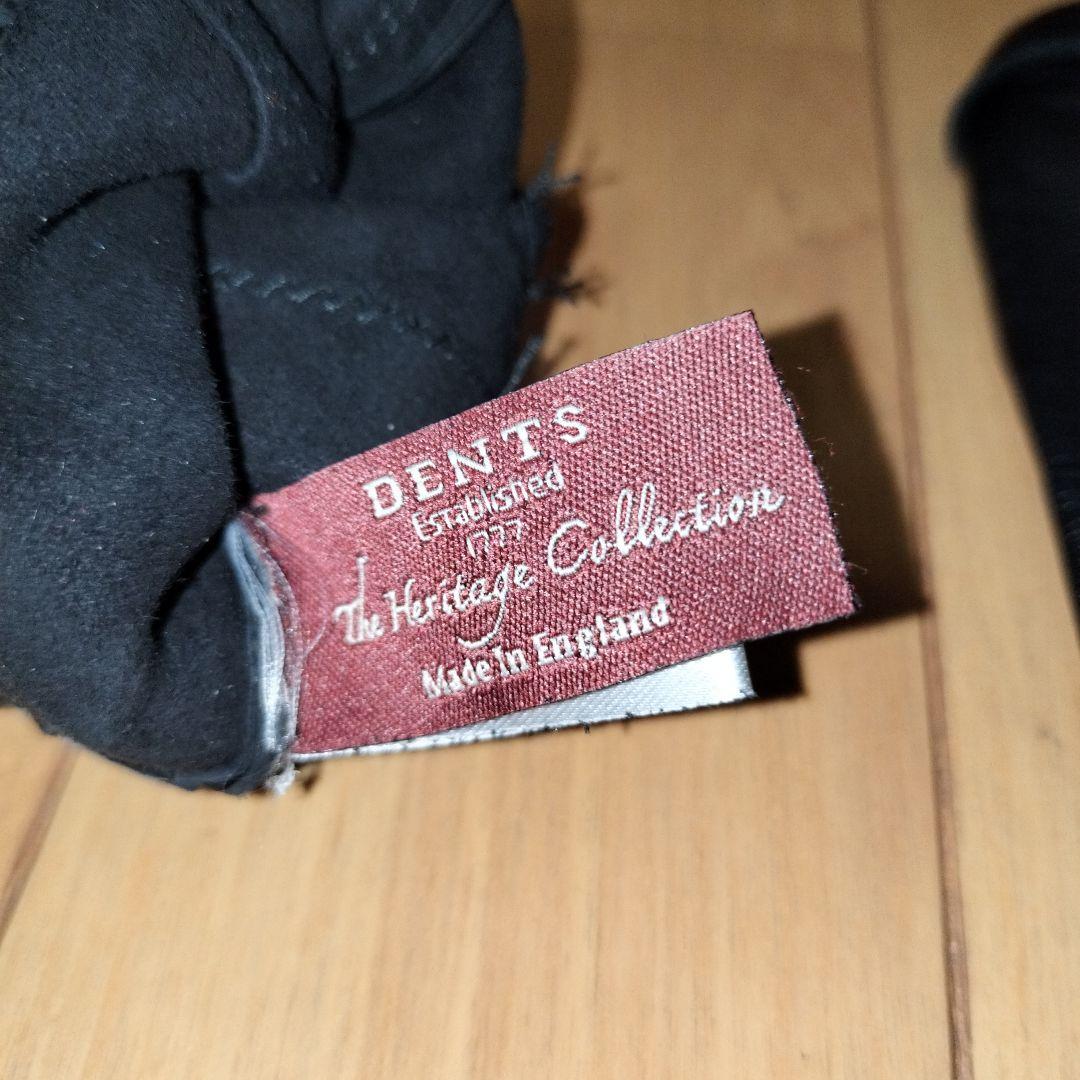 DENTS
Established
1777
The Heritage Collection
Made In England